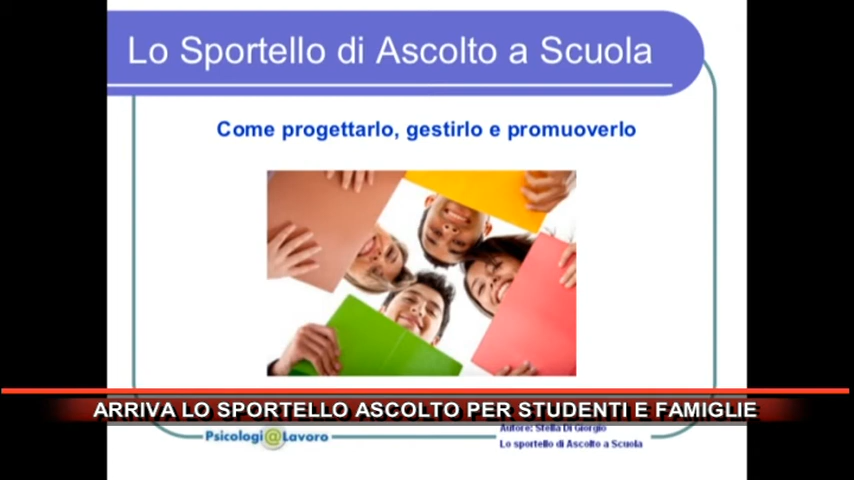 Lo Sportello di Ascolto a Scuola
Come progettarlo, gestirlo e promuoverlo
ARRIVA LO SPORTELLO ASCOLTO PER STUDENTI E FAMIGLIE
Autore: Stella Di Giorgio
Psicologi@Lavoro
Lo sportello di Ascolto a Scuola